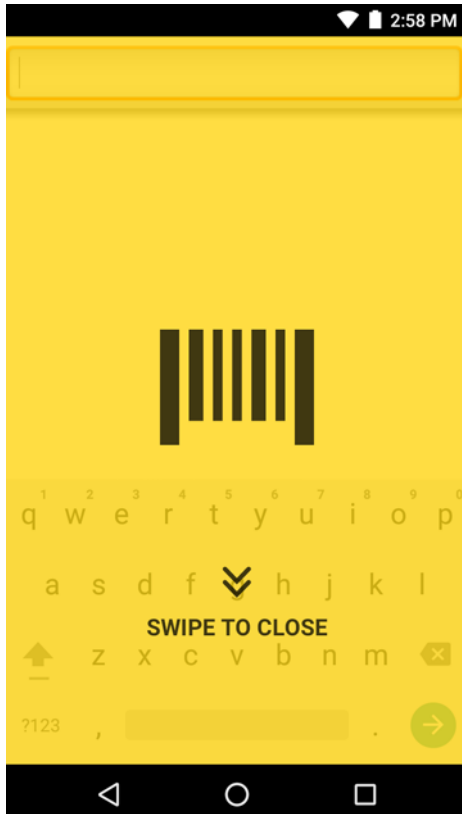 2:58 PM
1 2 3 4 5 6 7 8 9 0
q w e r t y u i o p
a s d f g h j k l
SWIPE TO CLOSE
z x c v b n m
?123 , .